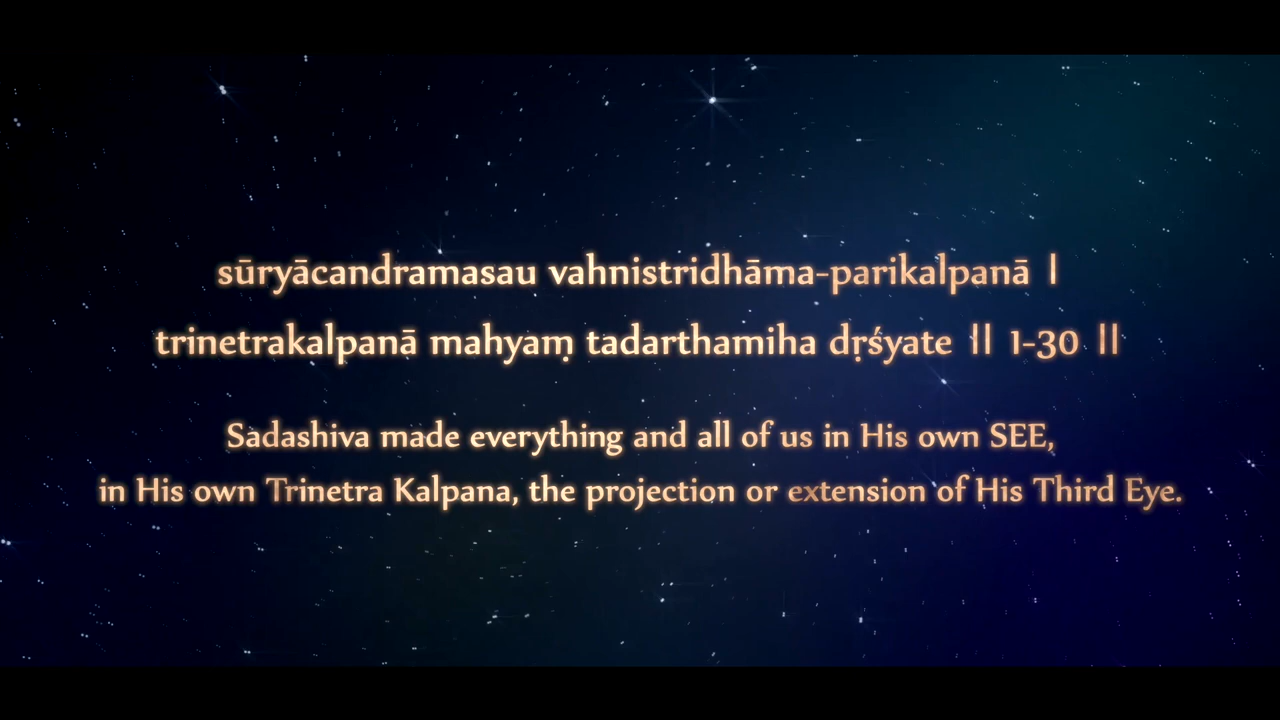 sūryācandramasau vahnistridhāma-parikalpanā ।
trinetrakalpanā mahyaṃ tadarthamiha dṛśyate ।। 1-30 ।।
Sadashiva made everything and all of us in His own SEE,
in His own Trinetra Kalpana, the projection or extension of His Third Eye.